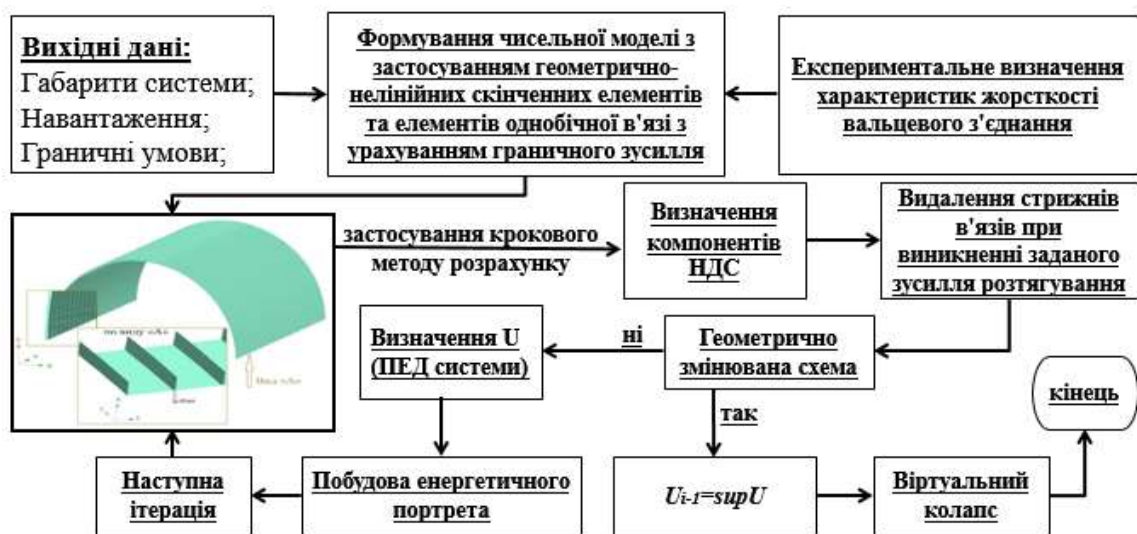 Вихідні дані:
Габарити системи;
Навантаження;
Граничні умови;
Формування чисельної моделі з
застосуванням геометрично-
нелінійних скінченних елементів
та елементів однобічної в'язі з
урахуванням граничного зусилля
Експериментальне визначення
характеристик жорсткості
вальцевого з'єднання
застосування крокового
методу розрахунку
Визначення
компонентів
НДС
Видалення стрижнів
в'язів при
виникненні заданого
зусилля розтягування
Визначення U
(ПЕД системи)
ні
Геометрично
змінювана схема
так
кінець
Наступна
ітерація
Побудова енергетичного
портрета
Ui-1=supU
Віртуальний
колапс